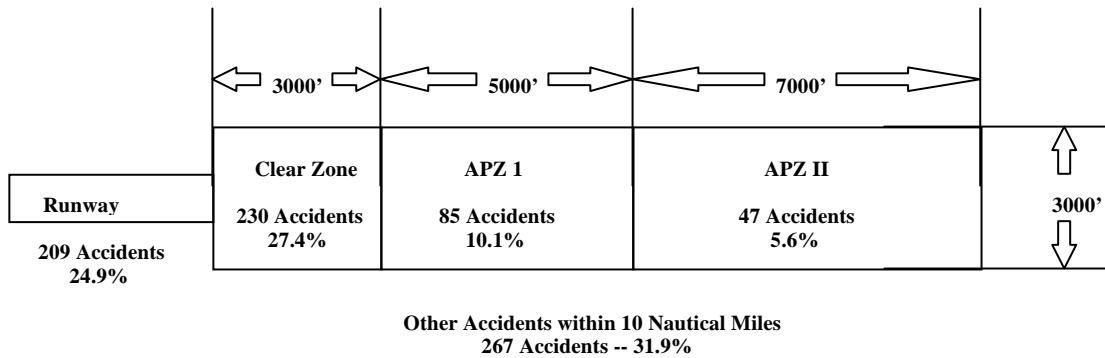 3000’ 5000’ 7000’
Clear Zone APZ 1 APZ II
Runway 230 Accidents 85 Accidents 47 Accidents 3000’
27.4% 10.1% 5.6%
209 Accidents
24.9%
Other Accidents within 10 Nautical Miles
267 Accidents -- 31.9%